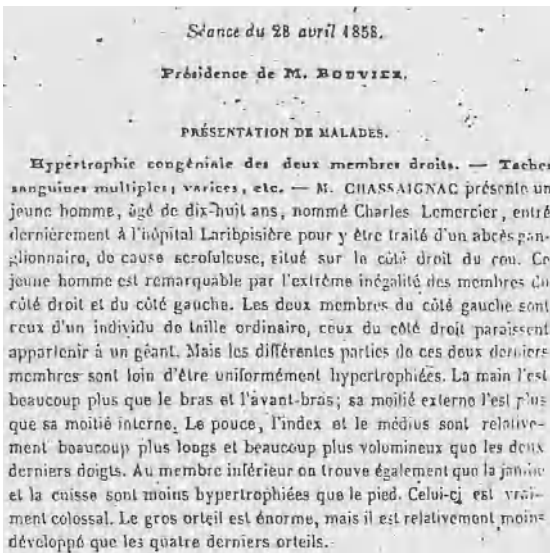 Séance du 28 avril 1858.
Présidence de M. BOUVIER.
PRÉSENTATION DE MALADES.
Hypertrophie congéniale des deux membres droits. — Taches
sanguines multiples, varices, etc. — M. CHASSAIGNAC présente un
jeune homme, âgé de dix-huit ans, nommé Charles Lemercier, entré
dernièrement à l'hôpital Lariboisière pour y être traité d'un abcès gan-
glionnaire, de cause scrofuleuse, situé sur le côté droit du cou. Ce
jeune homme est remarquable par l'extrême inégalité des membres du
côté droit et du côté gauche. Les deux membres du côté gauche sont
ceux d'un individu de taille ordinaire, ceux du côté droit paraissent
appartenir à un géant. Mais les différentes parties de ces deux derniers
membres sont loin d'être uniformément hypertrophiées. La main l'est
beaucoup plus que le bras et l'avant-bras; sa moitié externe l'est plus
que sa moitié interne. Le pouce, l'index et le médius sont relative-
ment beaucoup plus longs et beaucoup plus volumineux que les deux
derniers doigts. Au membre inférieur on trouve également que la jambe
et la cuisse sont moins hypertrophiées que le pied. Celui-ci est vrai-
ment colossal. Le gros orteil est énorme, mais il est relativement moins
développé que les quatre derniers orteils.